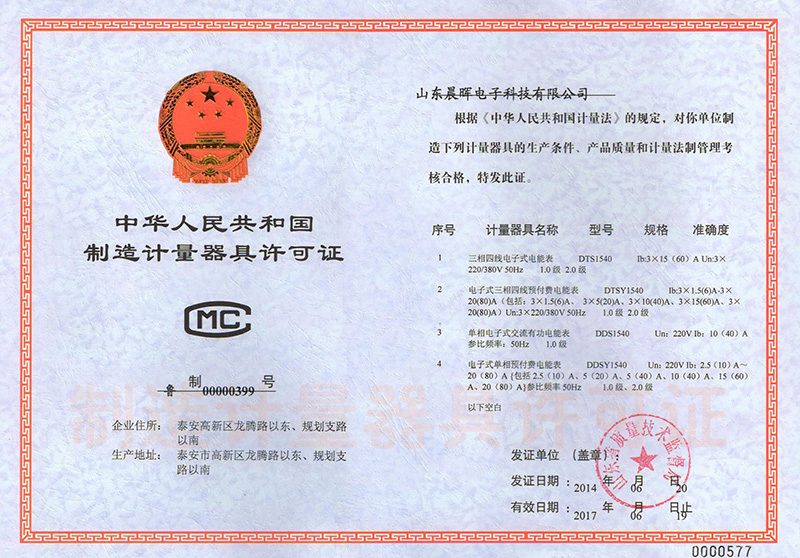 中华人民共和国
制造计量器具许可证
CMC
鲁 制 00000399 号
企业住所： 泰安高新区龙腾路以东、规划支路
以南
生产地址： 泰安市高新区龙腾路以东、规划支
路以南
山东晨晖电子科技有限公司
根据《中华人民共和国计量法》的规定，对你单位制
造下列计量器具的生产条件、产品质量和计量法制管理考
核合格，特发此证。
序号 计量器具名称 型号 规格 准确度
1 三相四线电子式电能表 DTS1540 Ib:3×15（60）A Un:3×
220/380V 50Hz 1.0级 2.0级
2 电子式三相四线预付费电能表 DTSY1540 Ib:3×1.5(6)A-3×
20(80)A（包括：3×1.5(6)A、3×5(20)A、3×10(40)A、3×15(60)A、3×
20(80)A）Un:3×220/380V 50Hz 1.0级 2.0级
3 单相电子式交流有功电能表 DDS1540 Un：220V Ib：10（40）A
参比频率：50Hz 1.0级
4 电子式单相预付费电能表 DDSY1540 Un：220V Ib：2.5（10）A～
20（80）A {包括2.5（10）A、5（20）A、5（40）A、10（40）A、15（60）
A、20（80）A}参比频率50Hz 1.0级、2.0级
以下空白
制造计量器具许可证
发证单位（盖章）：
山东省质量技术监督局
发证日期：2014 年 06 月 20 日
有效日期：2017 年 06 月 19 日止
0000577